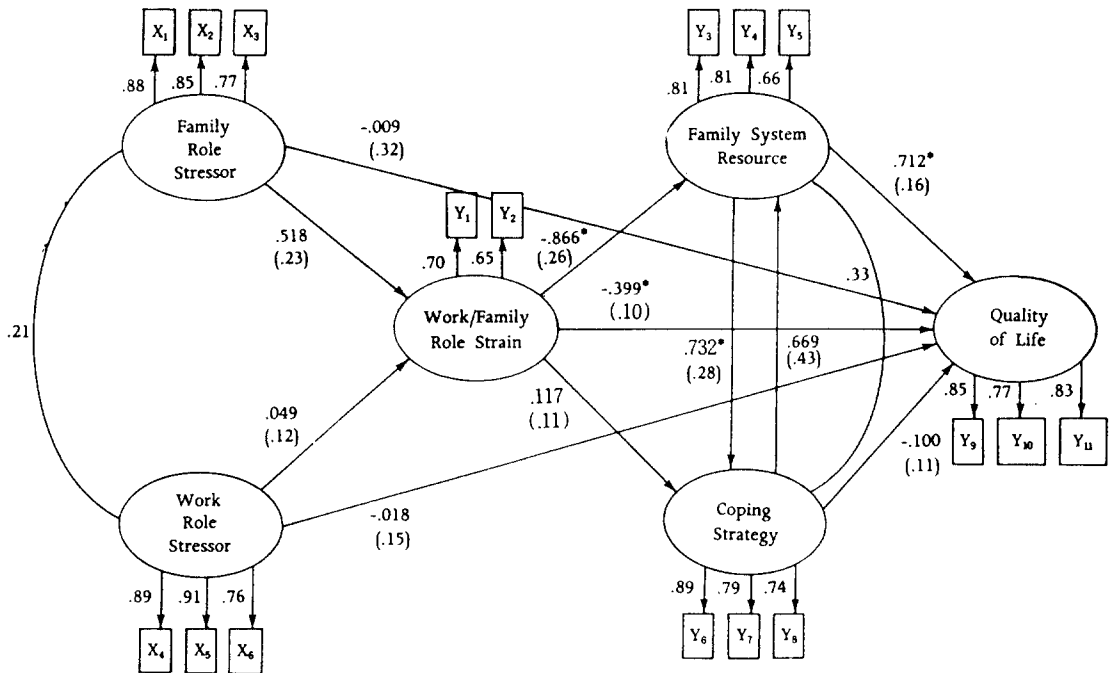 X₁ X₂ X₃
.88 .85 .77
Family
Role
Stressor
Y₃ Y₄ Y₅
.81 .81 .66
Family System
Resource
-.009
(.32)
.712*
(.16)
Y₁ Y₂
.70 .65
.518
(.23)
-.866*
(.26)
.33
-.399*
(.10)
Work/Family
Role Strain
Quality
of Life
.21
.732*
(.28)
.669
(.43)
.85 .77 .83
Y₉ Y₁₀ Y₁₁
.049
(.12)
.117
(.11)
-.100
(.11)
Work
Role
Stressor
-.018
(.15)
Coping
Strategy
.89 .91 .76
X₄ X₅ X₆
.89 .79 .74
Y₆ Y₇ Y₈